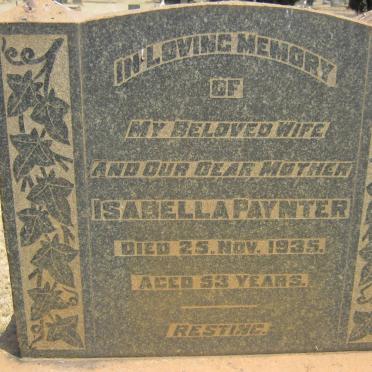 IN LOVING MEMORY
OF
MY BELOVED WIFE
AND OUR DEAR MOTHER
ISABELLA PAYNTER
DIED 25. NOV. 1935.
AGED 53 YEARS.
RESTING.